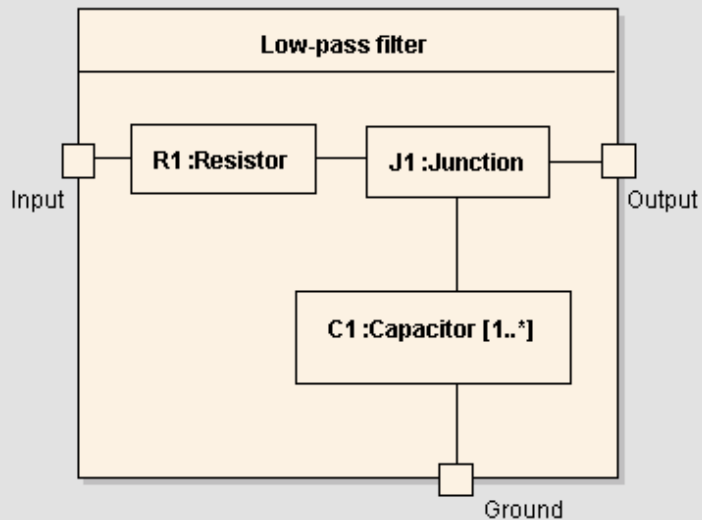 Low-pass filter
R1 :Resistor
J1 :Junction
Input
Output
C1 :Capacitor [1..*]
Ground